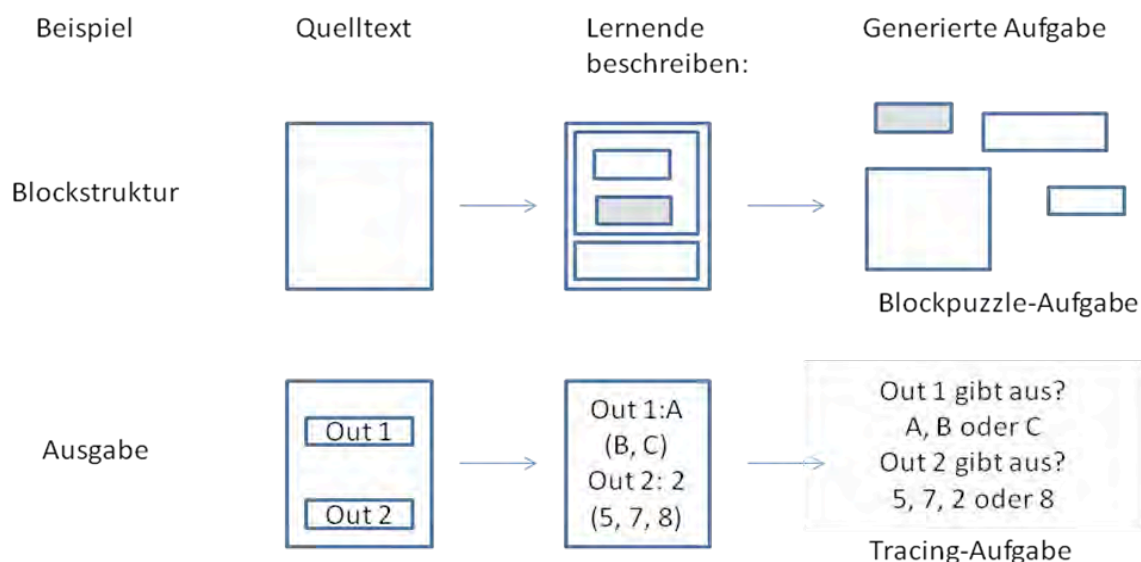 Beispiel
Quelltext
Lernende
beschreiben:
Generierte Aufgabe
Blockstruktur
Blockpuzzle-Aufgabe
Ausgabe
Out 1
Out 2
Out 1:A
(B, C)
Out 2: 2
(5, 7, 8)
Out 1 gibt aus?
A, B oder C
Out 2 gibt aus?
5, 7, 2 oder 8
Tracing-Aufgabe